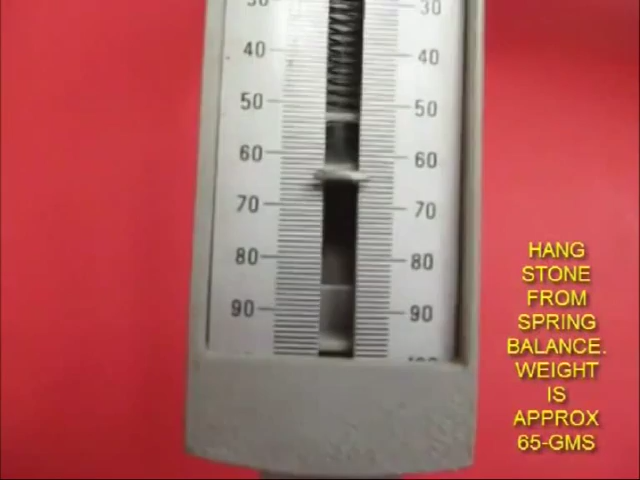 30 30
40 40
50 50
60 60
70 70
80 80
90 90
HANG
STONE
FROM
SPRING
BALANCE.
WEIGHT
IS
APPROX
65-GMS